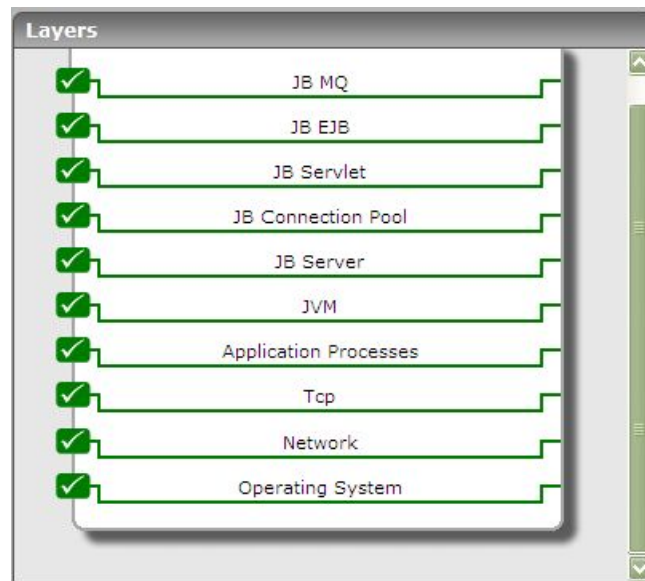 Layers
JB MQ
JB EJB
JB Servlet
JB Connection Pool
JB Server
JVM
Application Processes
Tcp
Network
Operating System